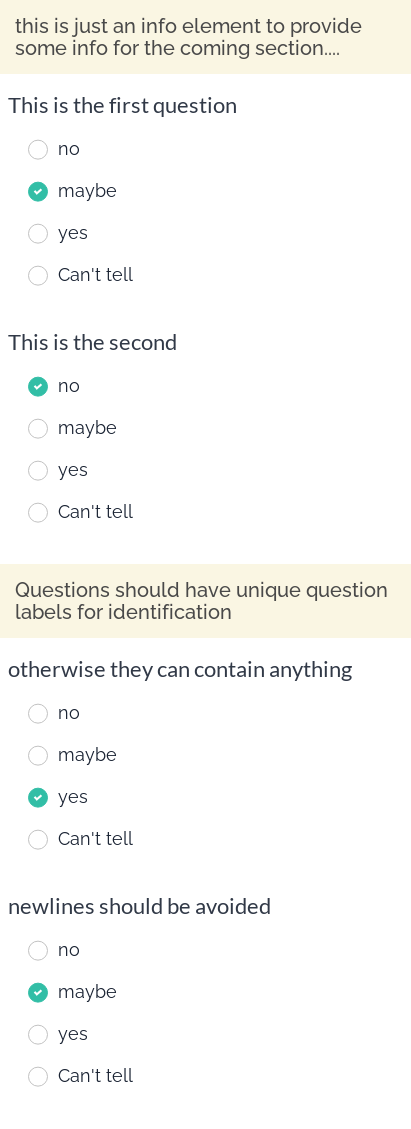 this is just an info element to provide
some info for the coming section....
This is the first question
no
maybe
yes
Can't tell
This is the second
no
maybe
yes
Can't tell
Questions should have unique question
labels for identification
otherwise they can contain anything
no
maybe
yes
Can't tell
newlines should be avoided
no
maybe
yes
Can't tell